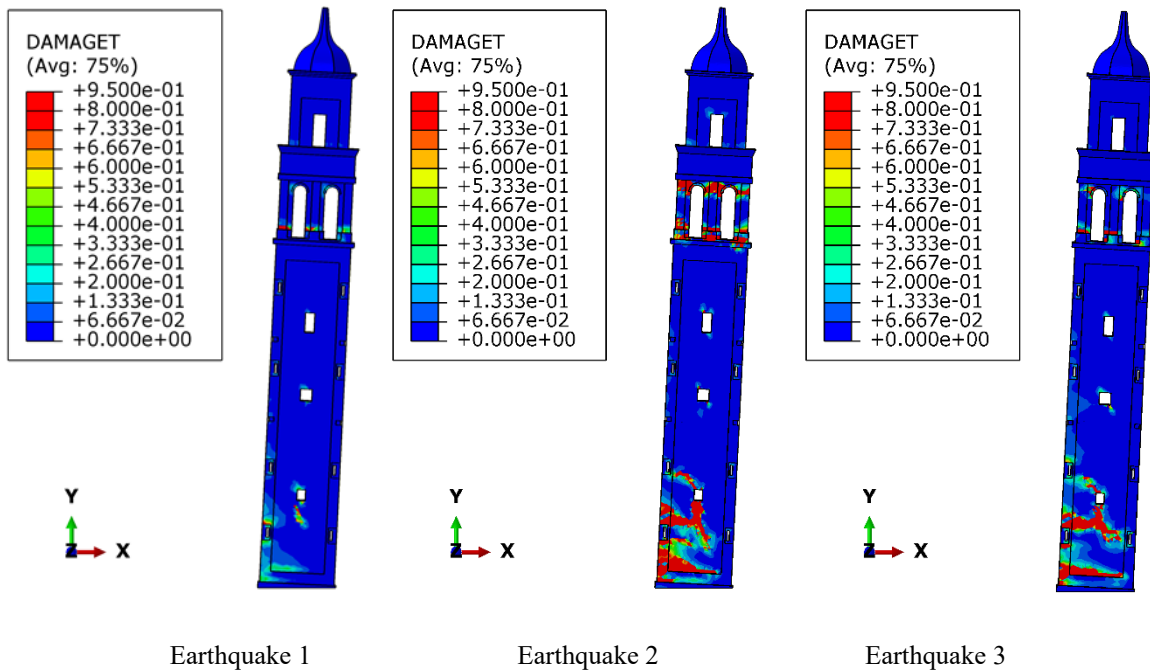 DAMAGET
(Avg: 75%)
+9.500e-01
+8.000e-01
+7.333e-01
+6.667e-01
+6.000e-01
+5.333e-01
+4.667e-01
+4.000e-01
+3.333e-01
+2.667e-01
+2.000e-01
+1.333e-01
+6.667e-02
+0.000e+00
Y
Z X
Earthquake 1
DAMAGET
(Avg: 75%)
+9.500e-01
+8.000e-01
+7.333e-01
+6.667e-01
+6.000e-01
+5.333e-01
+4.667e-01
+4.000e-01
+3.333e-01
+2.667e-01
+2.000e-01
+1.333e-01
+6.667e-02
+0.000e+00
Y
Z X
Earthquake 2
DAMAGET
(Avg: 75%)
+9.500e-01
+8.000e-01
+7.333e-01
+6.667e-01
+6.000e-01
+5.333e-01
+4.667e-01
+4.000e-01
+3.333e-01
+2.667e-01
+2.000e-01
+1.333e-01
+6.667e-02
+0.000e+00
Y
Z X
Earthquake 3